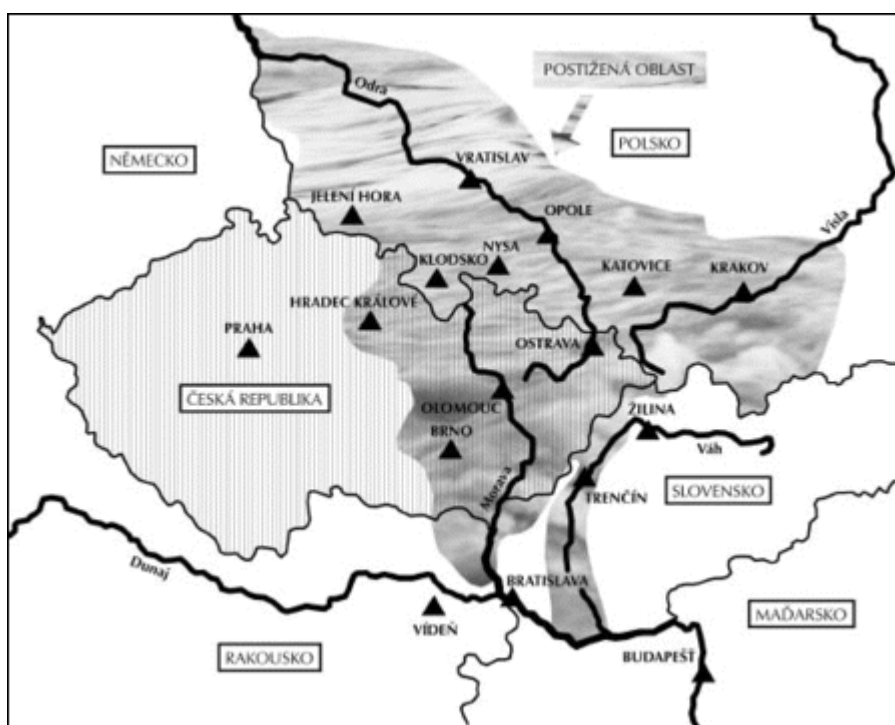 POSTIŽENÁ OBLAST
Odra
POLSKO
NĚMECKO
VRATISLAV
JELENÍ HORA
OPOLE
Visla
NYSA
KLODSKO
KATOVICE
KRAKOV
HRADEC KRÁLOVÉ
PRAHA
OSTRAVA
ČESKÁ REPUBLIKA
OLOMOUC
ŽILINA
BRNO
Váh
Morava
TRENČÍN
SLOVENSKO
Dunaj
BRATISLAVA
VÍDEŇ
MAĎARSKO
RAKOUSKO
BUDAPEŠŤ